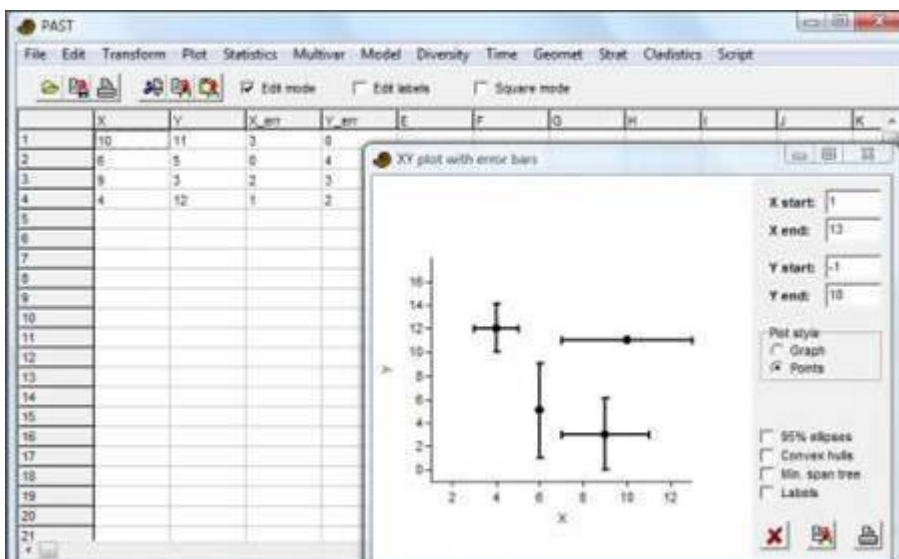 PAST
File Edit Transform Plot Statistics Multivar Model Diversity Time Geomet Strat Cladistics Script
Edit mode Edit labels Square mode
X Y X_err Y_err E F G H I J K
1 10 11 3 0
2 6 5 0 4
3 9 3 2 3
4 4 12 1 2
5
6
7
8
9
10
11
12
13
14
15
16
17
18
19
20
21
XY plot with error bars
X start: 1
X end: 13
Y start: -1
Y end: 18
Plot style
Graph
Points
95% ellipses
Convex hulls
Min. span tree
Labels
16
14
12
10
8
6
4
2
0
Y
2 4 6 8 10 12
X